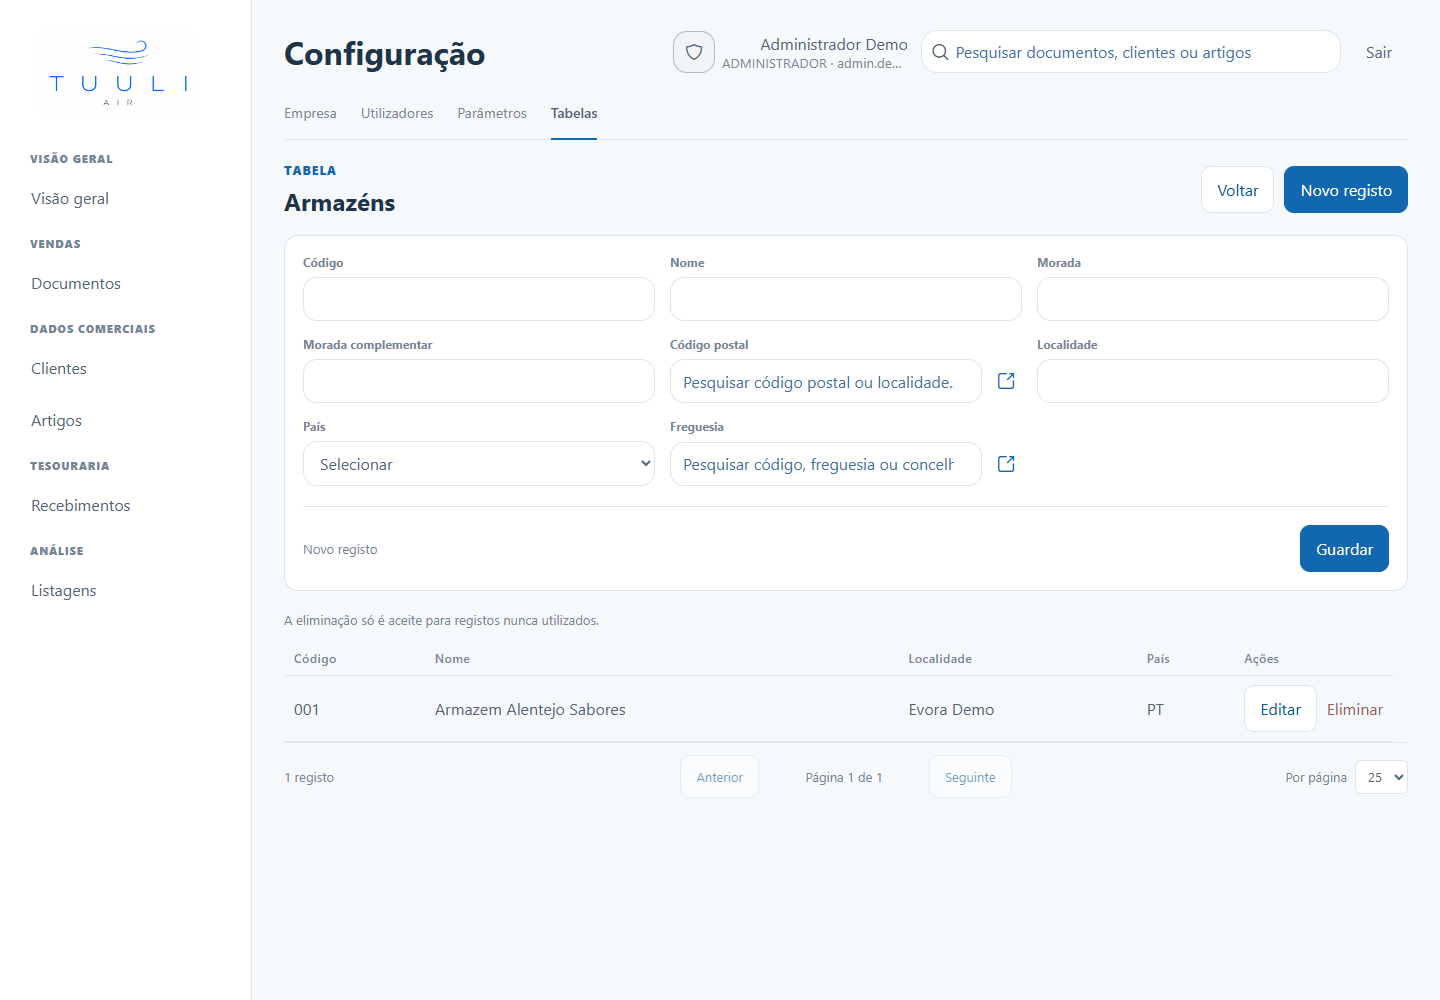 TUULI
AIR
VISÃO GERAL
Visão geral
VENDAS
Documentos
DADOS COMERCIAIS
Clientes
Artigos
TESOURARIA
Recebimentos
ANÁLISE
Listagens
Configuração
Administrador Demo
ADMINISTRADOR · admin.de...
Pesquisar documentos, clientes ou artigos
Sair
Empresa Utilizadores Parâmetros Tabelas
TABELA
Armazéns
Voltar Novo registo
Código Nome Morada
Morada complementar Código postal Localidade
Pesquisar código postal ou localidade..
País Freguesia
Selecionar Pesquisar código, freguesia ou concelh
Novo registo Guardar
A eliminação só é aceite para registos nunca utilizados.
Código Nome Localidade País Ações
001 Armazem Alentejo Sabores Evora Demo PT Editar Eliminar
1 registo Anterior Página 1 de 1 Seguinte Por página 25